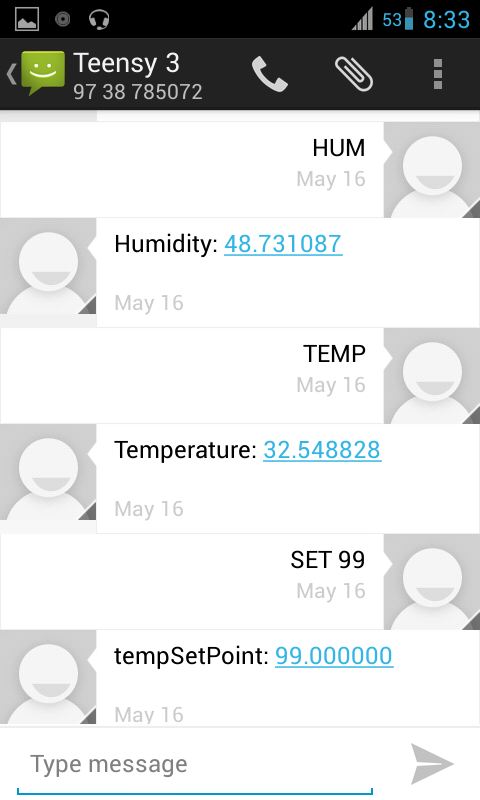 53 8:33
Teensy 3
97 38 785072
HUM
May 16
Humidity: 48.731087
May 16
TEMP
May 16
Temperature: 32.548828
May 16
SET 99
May 16
tempSetPoint: 99.000000
May 16
Type message